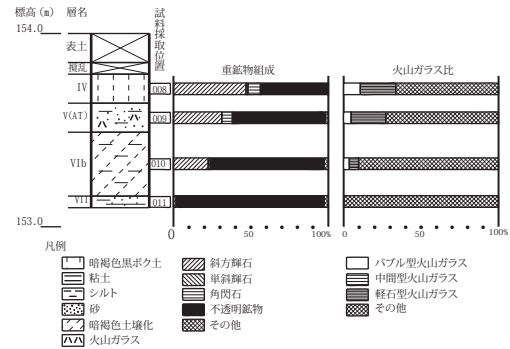 標高(m)
層名
試料採取位置
154.0
表土
攪乱
重鉱物組成
火山ガラス比
IV
008
V(AT)
009
VIb
010
VII
011
153.0
0 50 100%
0 50 100%
凡例
暗褐色黒ボク土
粘土
シルト
砂
暗褐色土壌化
火山ガラス
斜方輝石
単斜輝石
角閃石
不透明鉱物
その他
バブル型火山ガラス
中間型火山ガラス
軽石型火山ガラス
その他